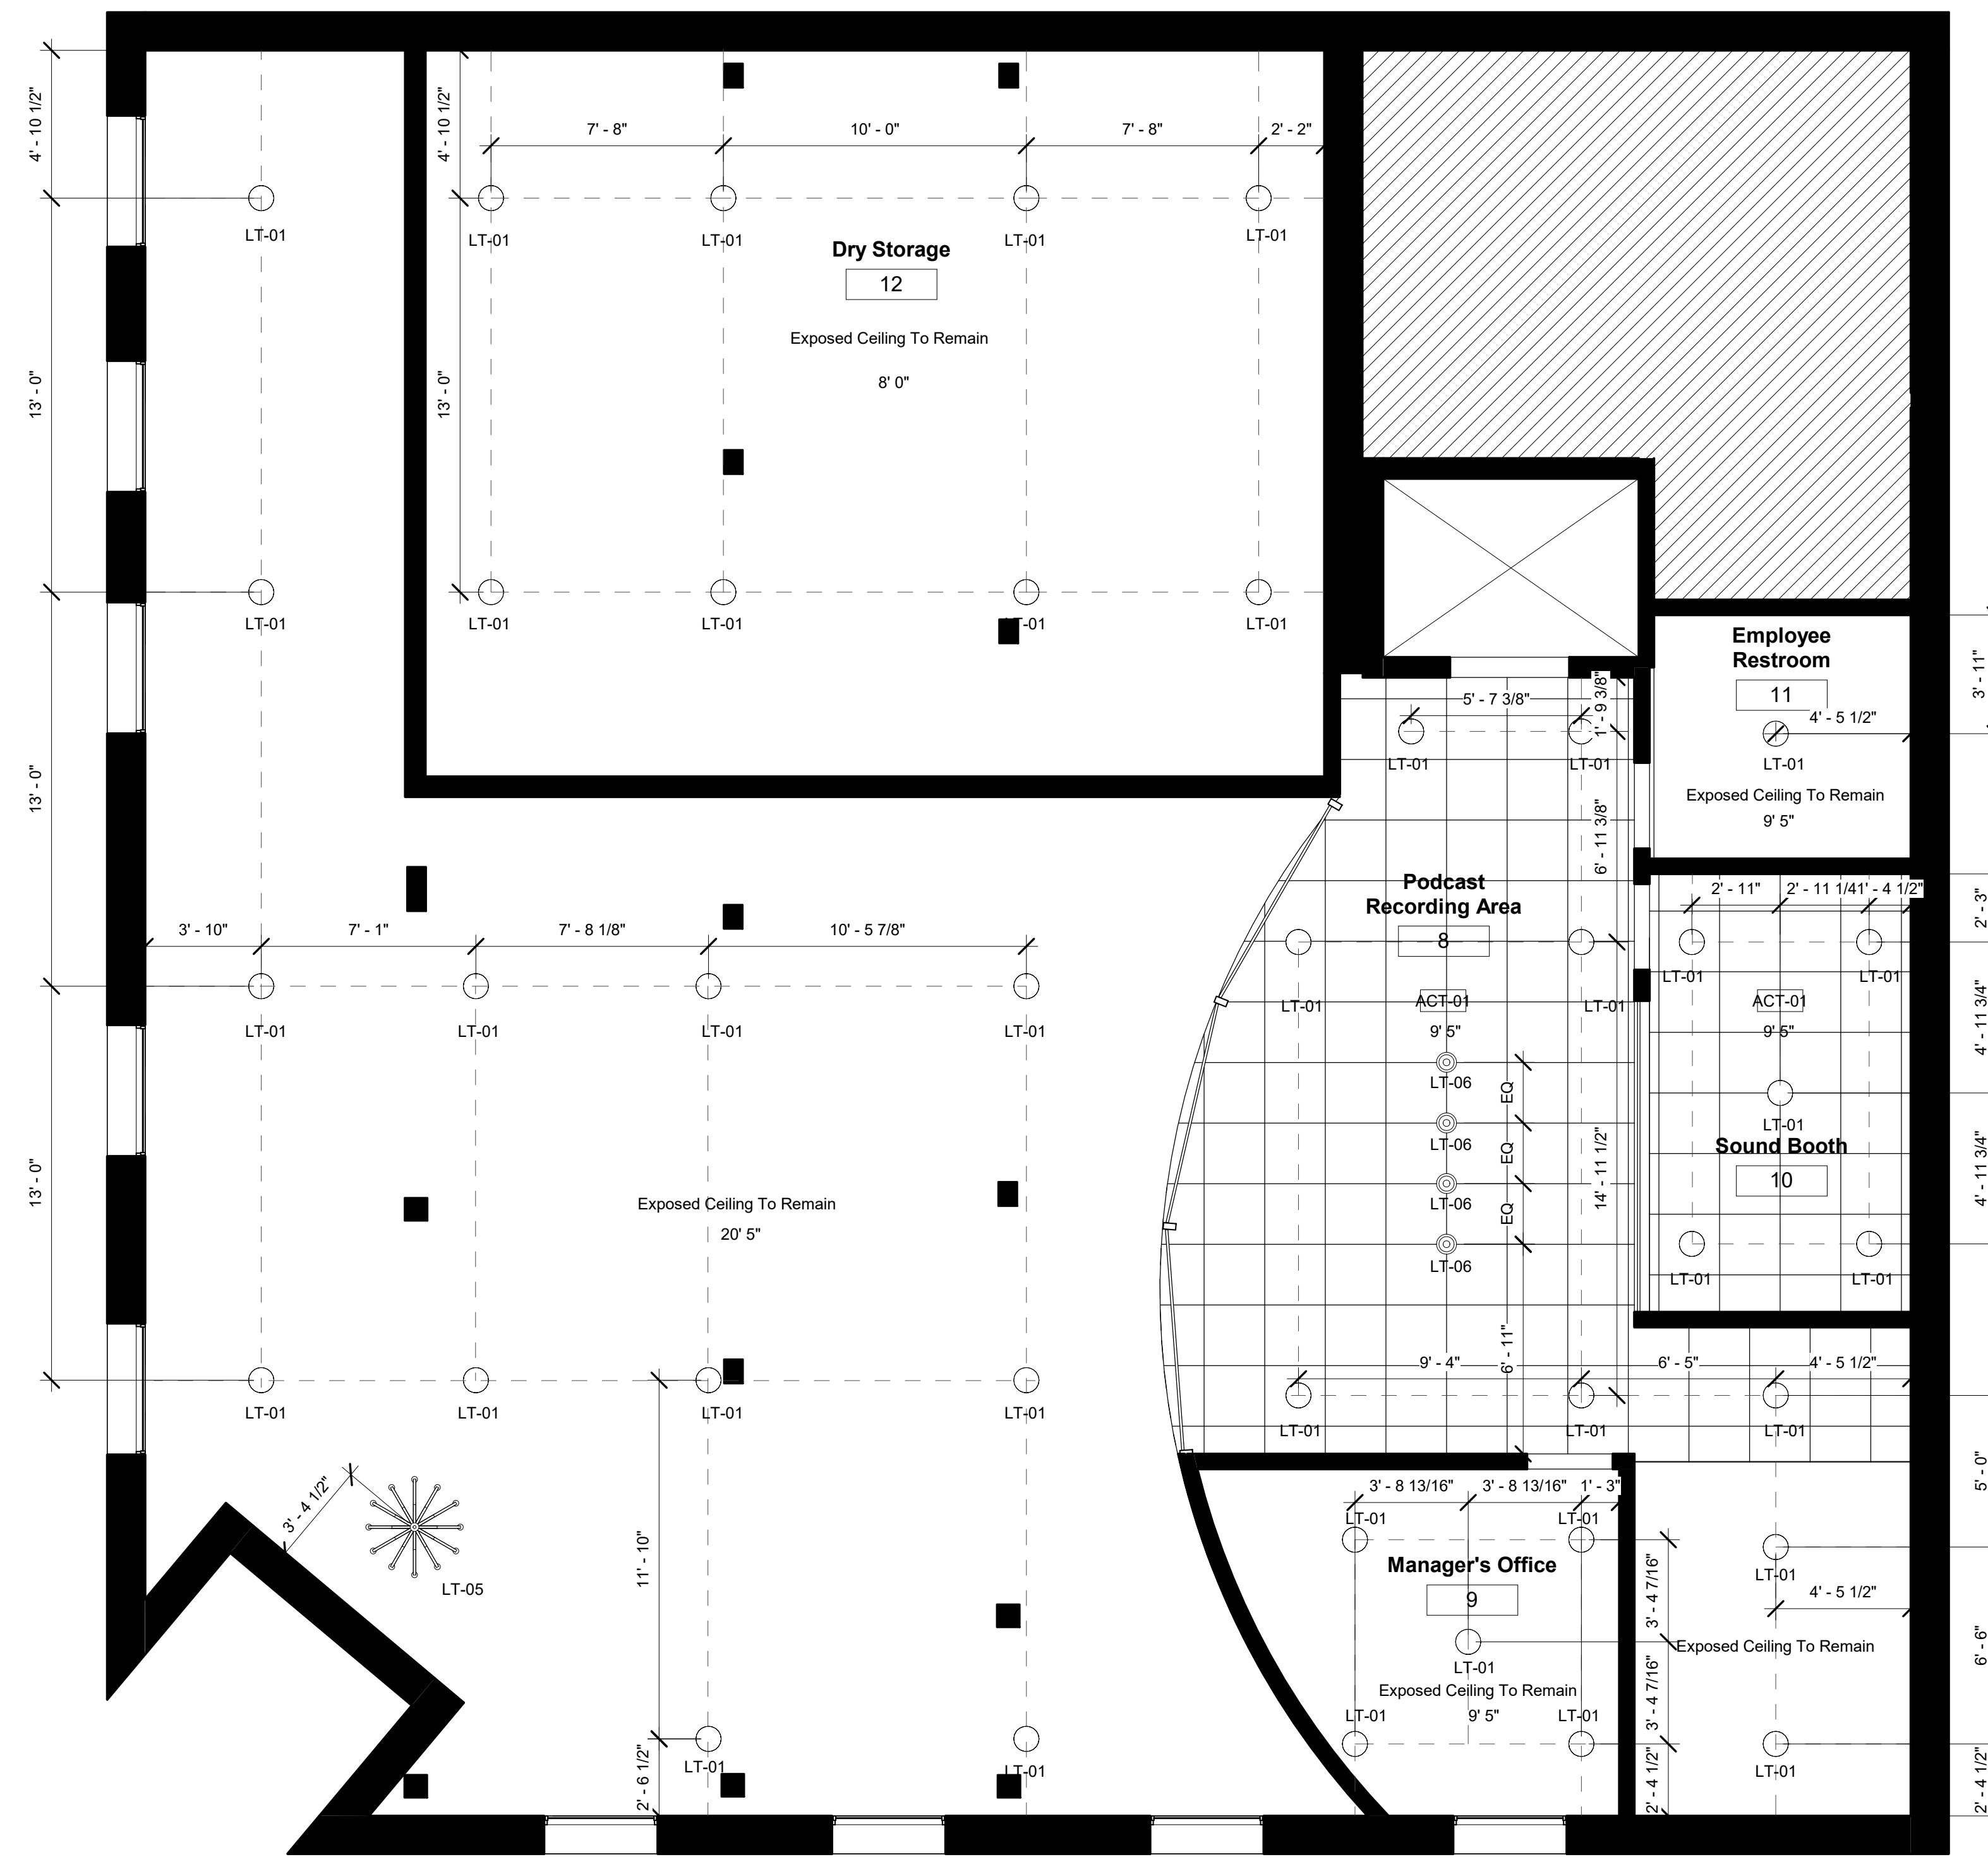 4' - 10 1/2"
13' - 0"
13' - 0"
13' - 0"
LT-01
LT-01
4' - 10 1/2"
13' - 0"
7' - 8"
10' - 0"
7' - 8"
2' - 2"
LT-01
LT-01
LT-01
LT-01
Dry Storage
12
Exposed Ceiling To Remain
8' 0"
LT-01
LT-01
LT-01
LT-01
Employee
Restroom
11
4' - 5 1/2"
LT-01
Exposed Ceiling To Remain
9' 5"
3' - 11"
5' - 7 3/8"
1' - 9 3/8"
LT-01
LT-01
6' - 11 3/8"
Podcast
Recording Area
8
LT-01
ACT-01
LT-01
9' 5"
LT-06
LT-06
LT-06
LT-06
EQ
EQ
EQ
14' - 11 1/2"
6' - 11"
2' - 11"
2' - 11 1/4
1' - 4 1/2"
LT-01
LT-01
ACT-01
9' 5"
LT-01
Sound Booth
10
LT-01
LT-01
2' - 3"
4' - 11 3/4"
4' - 11 3/4"
9' - 4"
6' - 5"
4' - 5 1/2"
LT-01
LT-01
LT-01
3' - 10"
7' - 1"
7' - 8 1/8"
10' - 5 7/8"
LT-01
LT-01
LT-01
LT-01
Exposed Ceiling To Remain
20' 5"
LT-01
LT-01
LT-01
LT-01
3' - 4 1/2"
LT-05
11' - 10"
2' - 6 1/2"
LT-01
LT-01
3' - 8 13/16"
3' - 8 13/16"
1' - 3"
LT-01
LT-01
Manager's Office
9
LT-01
Exposed Ceiling To Remain
9' 5"
LT-01
LT-01
3' - 4 7/16"
3' - 4 7/16"
2' - 4 1/2"
LT-01
4' - 5 1/2"
Exposed Ceiling To Remain
LT-01
5' - 0"
6' - 6"
2' - 4 1/2"